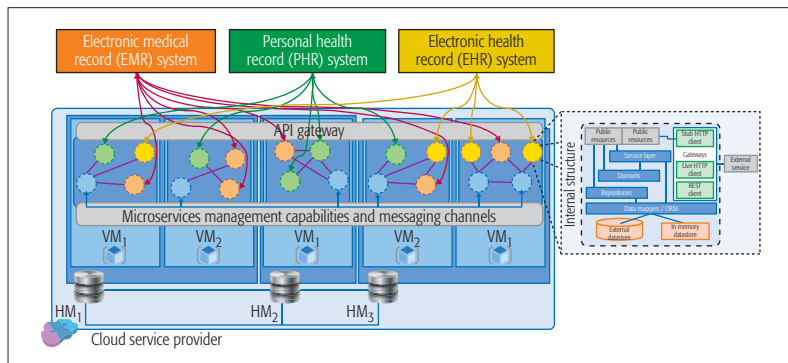 Electronic medical
record (EMR) system
Personal health
record (PHR) system
Electronic health
record (EHR) system
API gateway
Microservices management capabilities and messaging channels
VM1
VM2
VM1
VM2
VM1
HM1
HM2
HM3
Cloud service provider
Internal structure
Public
resources
Public
resources
Stub HTTP
client
Service layer
Gateways
External
service
Domains
Live HTTP
client
Repositories
REST
client
Data mappers / ORM
External
datastore
In memory
datastore